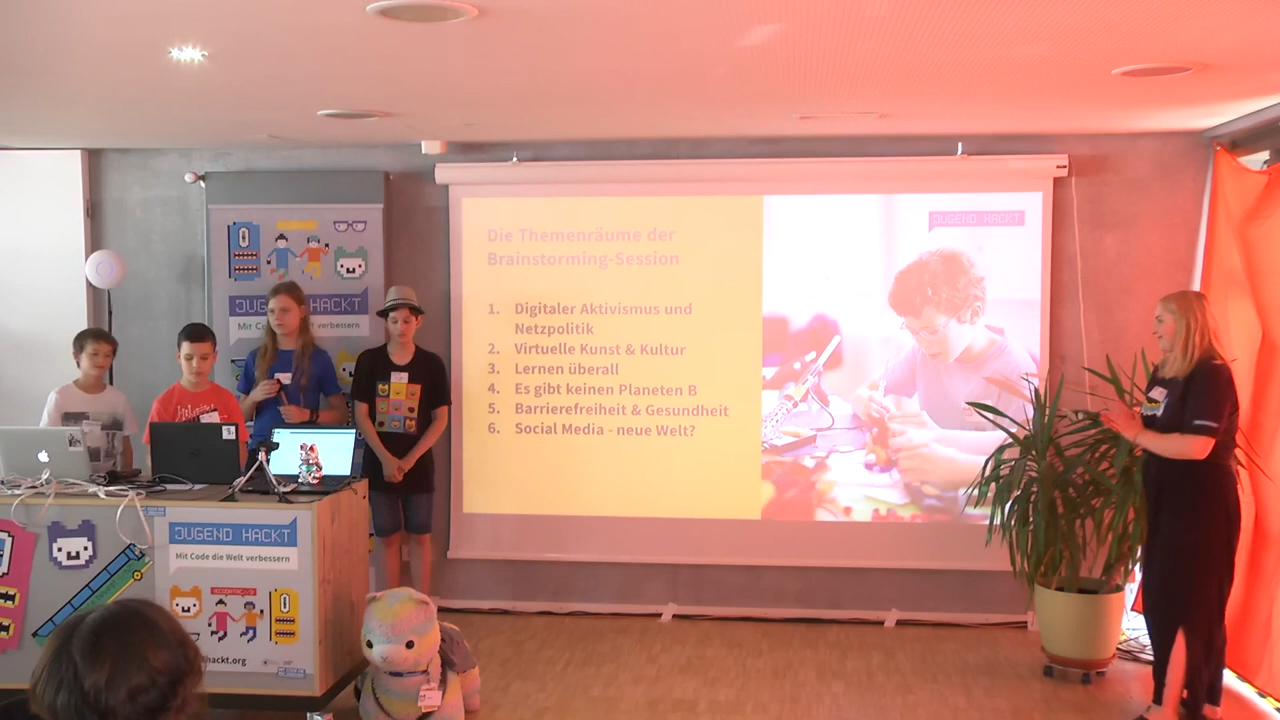 JUGEND HACKT
Mit Code die Welt verbessern
Die Themenräume der
Brainstorming-Session
1. Digitaler Aktivismus und
Netzpolitik
2. Virtuelle Kunst & Kultur
3. Lernen überall
4. Es gibt keinen Planeten B
5. Barrierefreiheit & Gesundheit
6. Social Media - neue Welt?
JUGEND HACKT
JUGEND HACKT
Mit Code die Welt verbessern
hackt.org